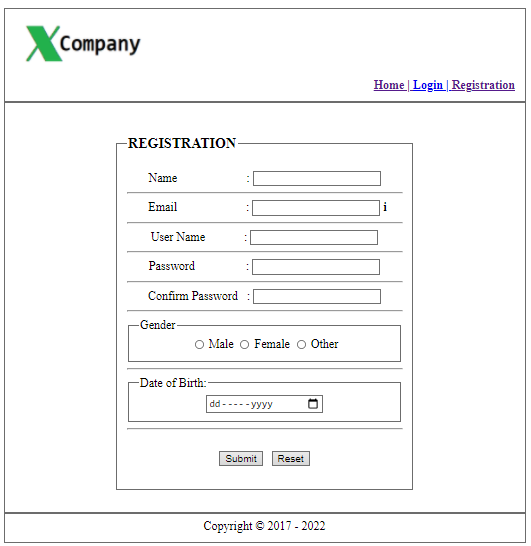 XCompany
Home | Login | Registration
REGISTRATION
Name :
Email : i
User Name :
Password :
Confirm Password :
Gender
Male Female Other
Date of Birth:
dd-----yyyy
Submit Reset
Copyright © 2017 - 2022